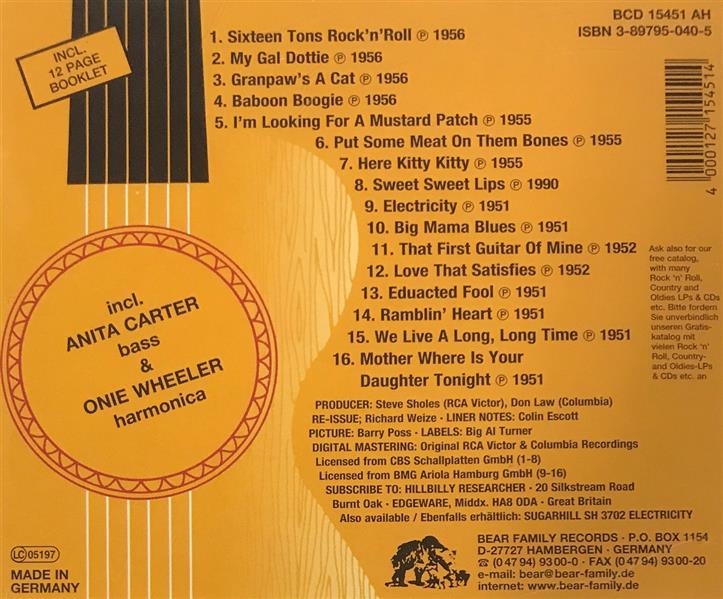 INCL.
12 PAGE
BOOKLET
BCD 15451 AH
ISBN 3-89795-040-5
4 000127 154514
1. Sixteen Tons Rock'n'Roll ℗ 1956
2. My Gal Dottie ℗ 1956
3. Granpaw's A Cat ℗ 1956
4. Baboon Boogie ℗ 1956
5. I'm Looking For A Mustard Patch ℗ 1955
6. Put Some Meat On Them Bones ℗ 1955
7. Here Kitty Kitty ℗ 1955
8. Sweet Sweet Lips ℗ 1990
9. Electricity ℗ 1951
10. Big Mama Blues ℗ 1951
11. That First Guitar Of Mine ℗ 1952
12. Love That Satisfies ℗ 1952
13. Eduacted Fool ℗ 1951
14. Ramblin' Heart ℗ 1951
15. We Live A Long, Long Time ℗ 1951
16. Mother Where Is Your
Daughter Tonight ℗ 1951
incl.
ANITA CARTER
bass
&
ONIE WHEELER
harmonica
Ask also for our
free catalog,
with many
Rock 'n' Roll,
Country and
Oldies LPs & CDs
etc. Bitte fordern
Sie unverbindlich
unseren Gratis-
katalog mit
vielen Rock 'n'
Roll, Country-
and Oldies-LPs
& CDs etc. an
PRODUCER: Steve Sholes (RCA Victor), Don Law (Columbia)
RE-ISSUE; Richard Weize · LINER NOTES: Colin Escott
PICTURE: Barry Poss · LABELS: Big Al Turner
DIGITAL MASTERING: Original RCA Victor & Columbia Recordings
Licensed from CBS Schallplatten GmbH (1-8)
Licensed from BMG Ariola Hamburg GmbH (9-16)
SUBSCRIBE TO: HILLBILLY RESEARCHER · 20 Silkstream Road
Burnt Oak · EDGEWARE, Middx. HA8 ODA · Great Britain
Also available / Ebenfalls erhältlich: SUGARHILL SH 3702 ELECTRICITY
LC 05197
MADE IN
GERMANY
BEAR FAMILY RECORDS · P.O. BOX 1154
D-27727 HAMBERGEN · GERMANY
☎ (0 47 94) 93 00-0 · FAX (0 47 94) 93 00-20
e-mail: bear@bear-family.de
internet: www.bear-family.de